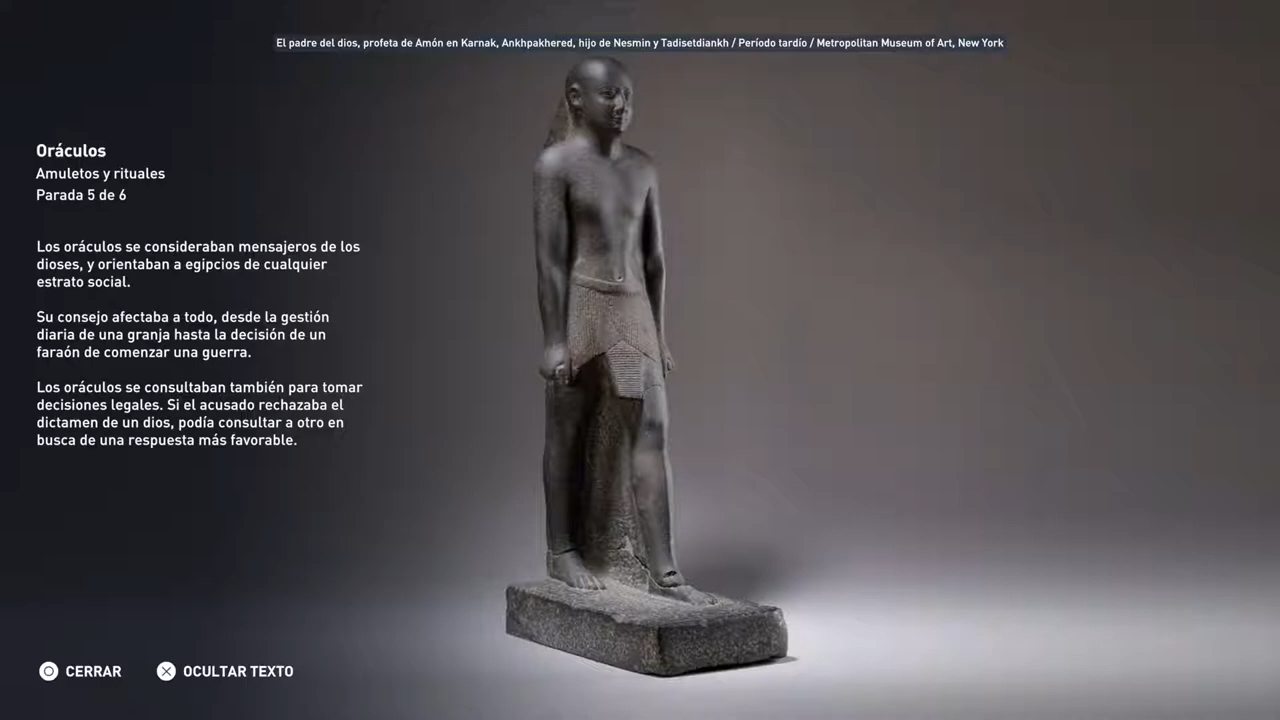 El padre del dios, profeta de Amón en Karnak, Ankhpakhered, hijo de Nesmin y Tadisetdiankh / Período tardío / Metropolitan Museum of Art, New York
Oráculos
Amuletos y rituales
Parada 5 de 6
Los oráculos se consideraban mensajeros de los
dioses, y orientaban a egipcios de cualquier
estrato social.
Su consejo afectaba a todo, desde la gestión
diaria de una granja hasta la decisión de un
faraón de comenzar una guerra.
Los oráculos se consultaban también para tomar
decisiones legales. Si el acusado rechazaba el
dictamen de un dios, podía consultar a otro en
busca de una respuesta más favorable.
CERRAR
OCULTAR TEXTO